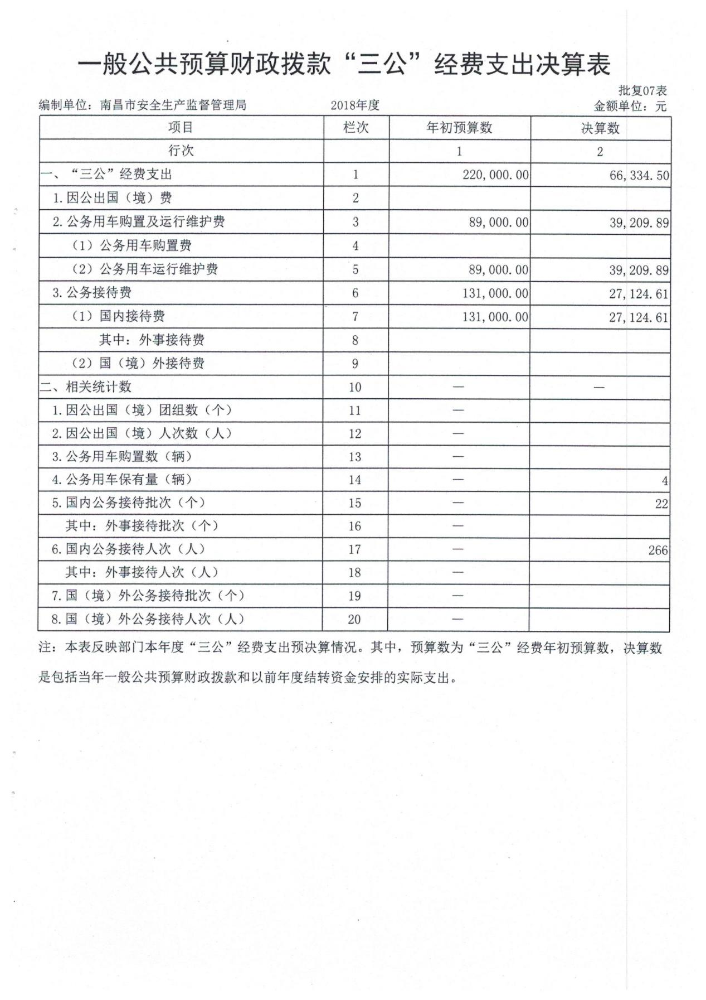 一般公共预算财政拨款“三公”经费支出决算表
批复07表
编制单位：南昌市安全生产监督管理局 2018年度 金额单位：元
项目 栏次 年初预算数 决算数
行次 1 2
一、“三公”经费支出 1 220,000.00 66,334.50
1.因公出国（境）费 2
2.公务用车购置及运行维护费 3 89,000.00 39,209.89
（1）公务用车购置费 4
（2）公务用车运行维护费 5 89,000.00 39,209.89
3.公务接待费 6 131,000.00 27,124.61
（1）国内接待费 7 131,000.00 27,124.61
其中：外事接待费 8
（2）国（境）外接待费 9
二、相关统计数 10 — —
1.因公出国（境）团组数（个） 11 —
2.因公出国（境）人次数（人） 12 —
3.公务用车购置数（辆） 13 —
4.公务用车保有量（辆） 14 — 4
5.国内公务接待批次（个） 15 — 22
其中：外事接待批次（个） 16 —
6.国内公务接待人次（人） 17 — 266
其中：外事接待人次（人） 18 —
7.国（境）外公务接待批次（个） 19 —
8.国（境）外公务接待人次（人） 20 —
注：本表反映部门本年度“三公”经费支出预决算情况。其中，预算数为“三公”经费年初预算数，决算数
是包括当年一般公共预算财政拨款和以前年度结转资金安排的实际支出。